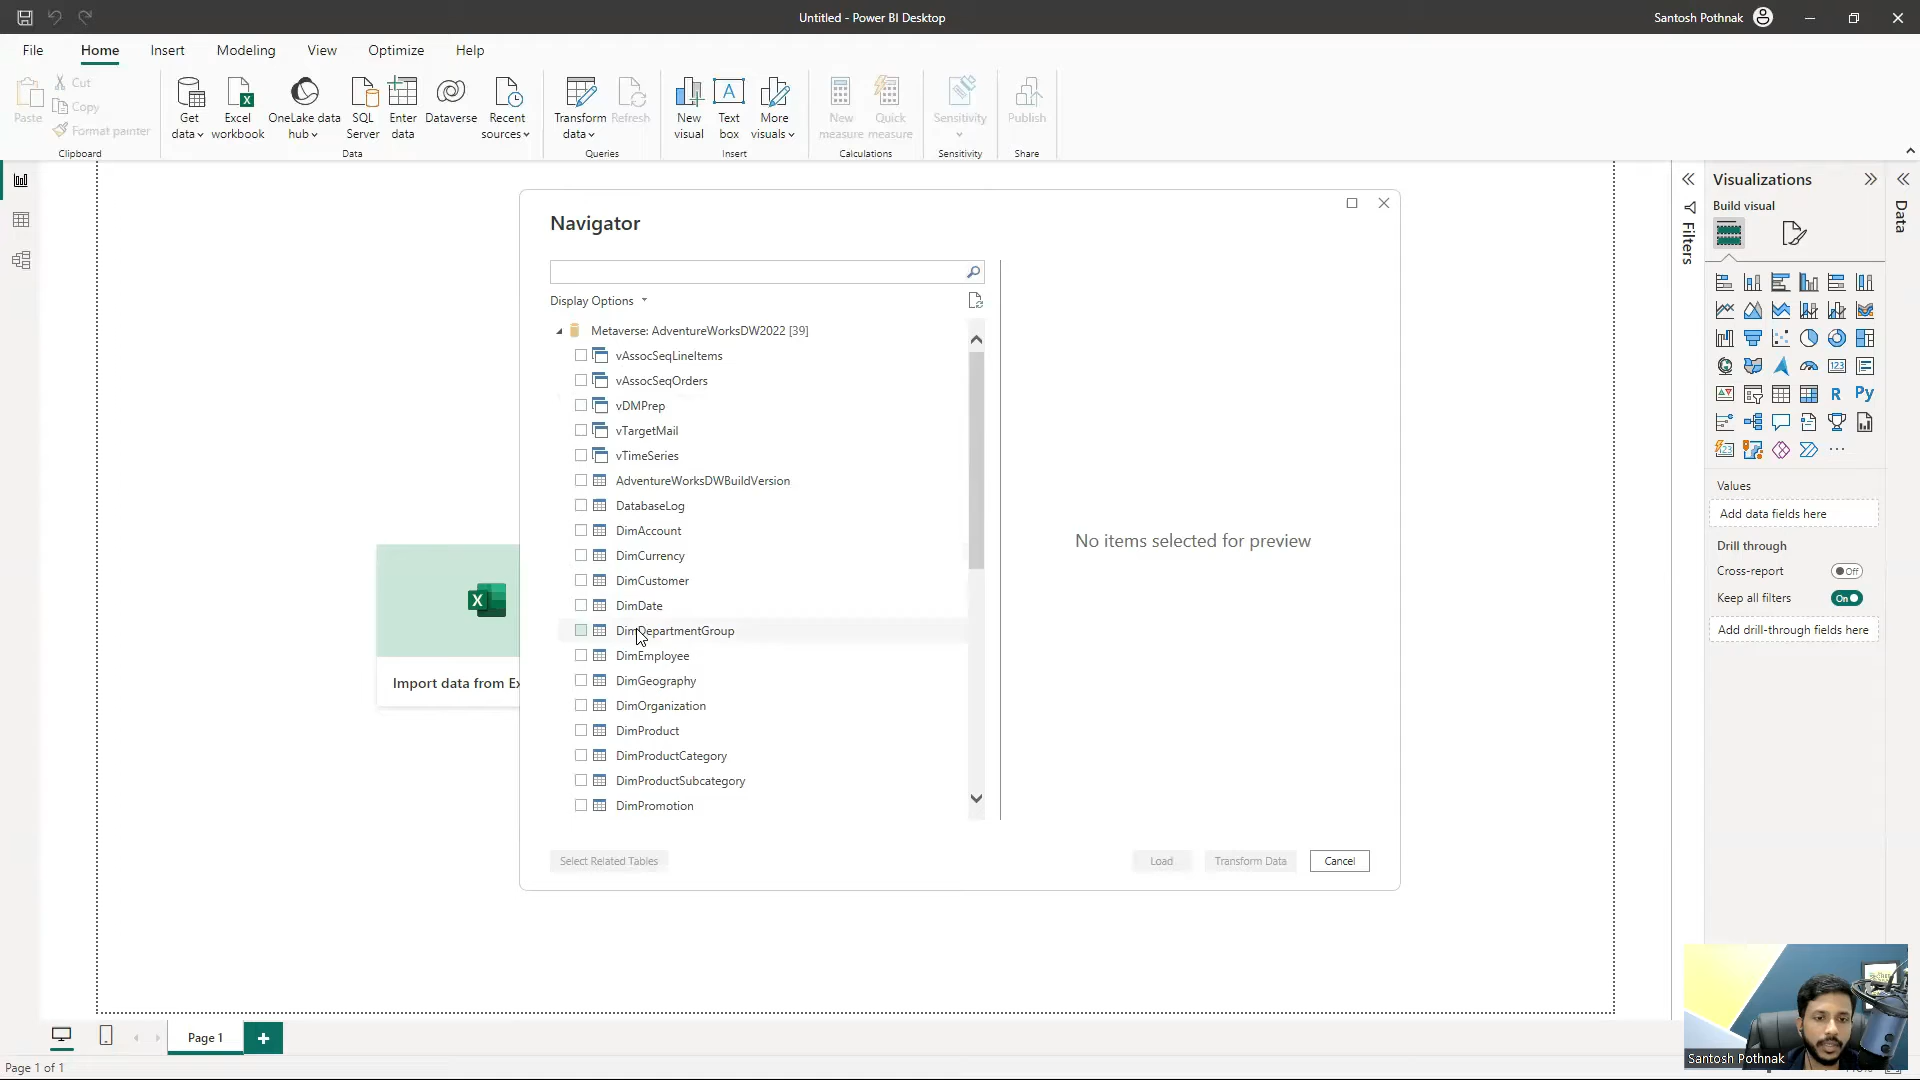 Untitled - Power BI Desktop
Santosh Pothnak
File Home Insert Modeling View Optimize Help
Paste
Cut
Copy
Format painter
Clipboard
Get data
Excel workbook
OneLake data hub
SQL Server
Enter data
Dataverse
Recent sources
Data
Transform data
Refresh
Queries
New visual
Text box
More visuals
Insert
New measure
Quick measure
Calculations
Sensitivity
Sensitivity
Publish
Share
Navigator
Display Options
Metaverse: AdventureWorksDW2022 [39]
vAssocSeqLineItems
vAssocSeqOrders
vDMPrep
vTargetMail
vTimeSeries
AdventureWorksDWBuildVersion
DatabaseLog
DimAccount
DimCurrency
DimCustomer
DimDate
DimDepartmentGroup
DimEmployee
DimGeography
DimOrganization
DimProduct
DimProductCategory
DimProductSubcategory
DimPromotion
No items selected for preview
Select Related Tables
Load
Transform Data
Cancel
Import data from Ex
Filters
Visualizations
Data
Build visual
R
Py
123
123
Values
Add data fields here
Drill through
Cross-report
Off
Keep all filters
On
Add drill-through fields here
Santosh Pothnak
Page 1
Page 1 of 1